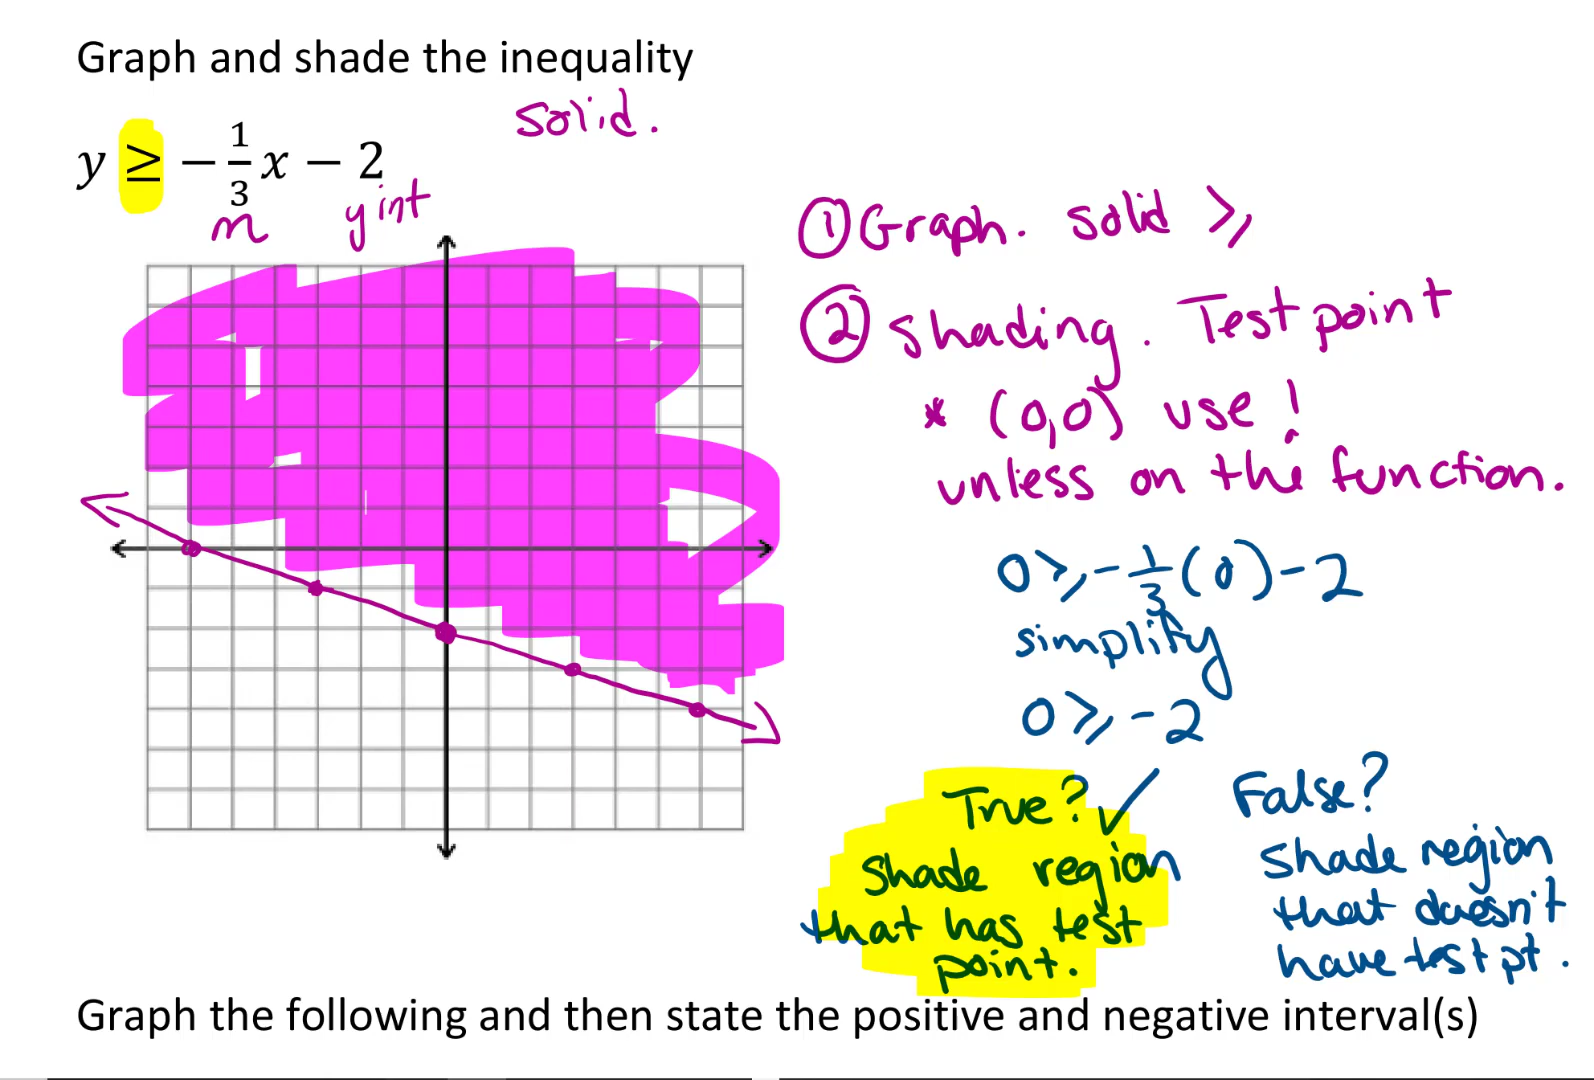 Graph and shade the inequality
solid.
y ≥ −1/3 x − 2
m y int
① Graph. solid ≥
② shading. Test point
* (0,0) use!
unless on the function.
0 ≥ -1/3 (0) - 2
simplify
0 ≥ -2
True? ✓
shade region
that has test
point.
False?
shade region
that doesn't
have test pt.
Graph the following and then state the positive and negative interval(s)